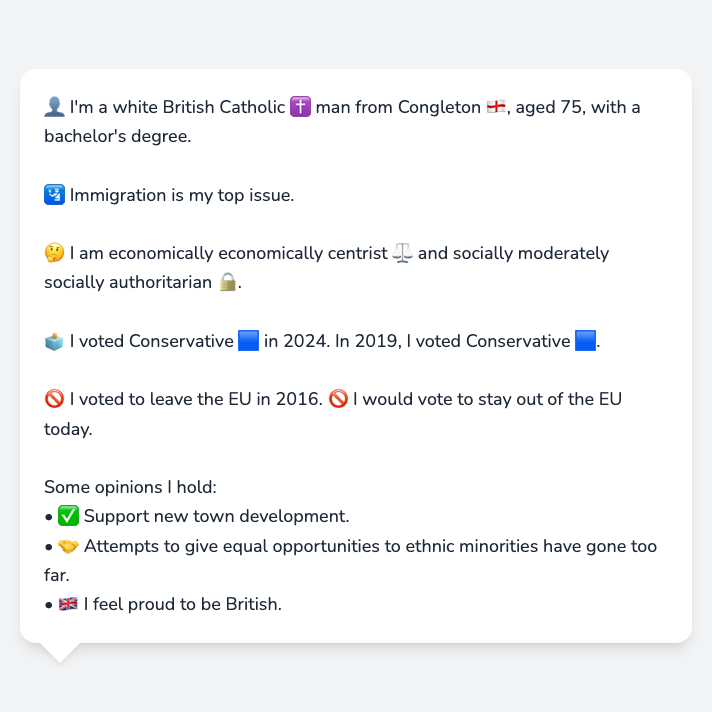 👤 I'm a white British Catholic ✝️ man from Congleton 🏴󠁧󠁢󠁥󠁮󠁧󠁿, aged 75, with a
bachelor's degree.
🛂 Immigration is my top issue.
🤔 I am economically economically centrist ⚖️ and socially moderately
socially authoritarian 🔒.
🗳️ I voted Conservative 🟦 in 2024. In 2019, I voted Conservative 🟦.
🚫 I voted to leave the EU in 2016. 🚫 I would vote to stay out of the EU
today.
Some opinions I hold:
• ✅ Support new town development.
• 🤝 Attempts to give equal opportunities to ethnic minorities have gone too
far.
• 🇬🇧 I feel proud to be British.